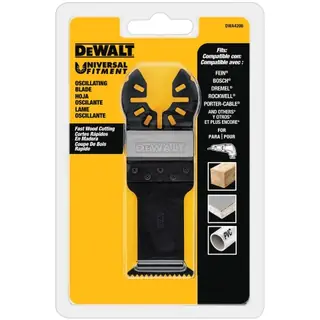 DEWALT
DWA4206
UNIVERSAL
FITMENT
OSCILLATING
BLADE
HOJA
OSCILANTE
LAME
OSCILLANTE
Fast Wood Cutting
Cortes Rápidos
En Madera
Coupe De Bois
Rapide
Fits:
Compatible con:
Compatible avec:
FEIN®
BOSCH®
DREMEL®
ROCKWELL®
PORTER-CABLE®
AND OTHERS
Y OTROS
ET PLUS ENCORE
FOR
PARA | POUR
DEWALT
PVC